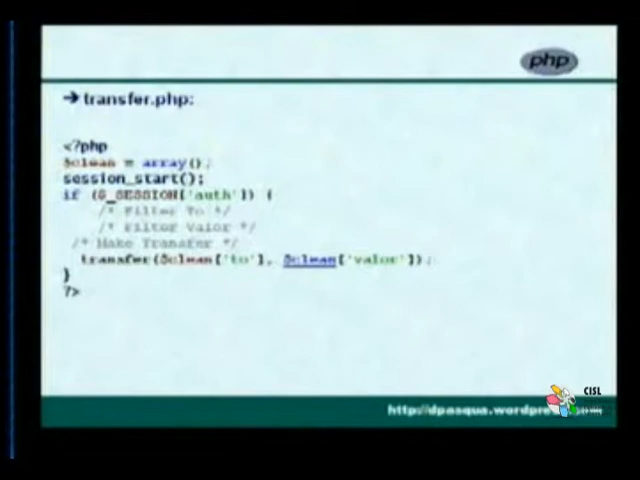 php
→transfer.php:
<?php
$clean = array();
session_start();
if ($_SESSION['auth']) {
/* Filter To */
/* Filter Valor */
/* Make Transfer */
transfer($clean['to'], $clean['valor']);
}
?>
CISL
http://dpasqua.wordpre